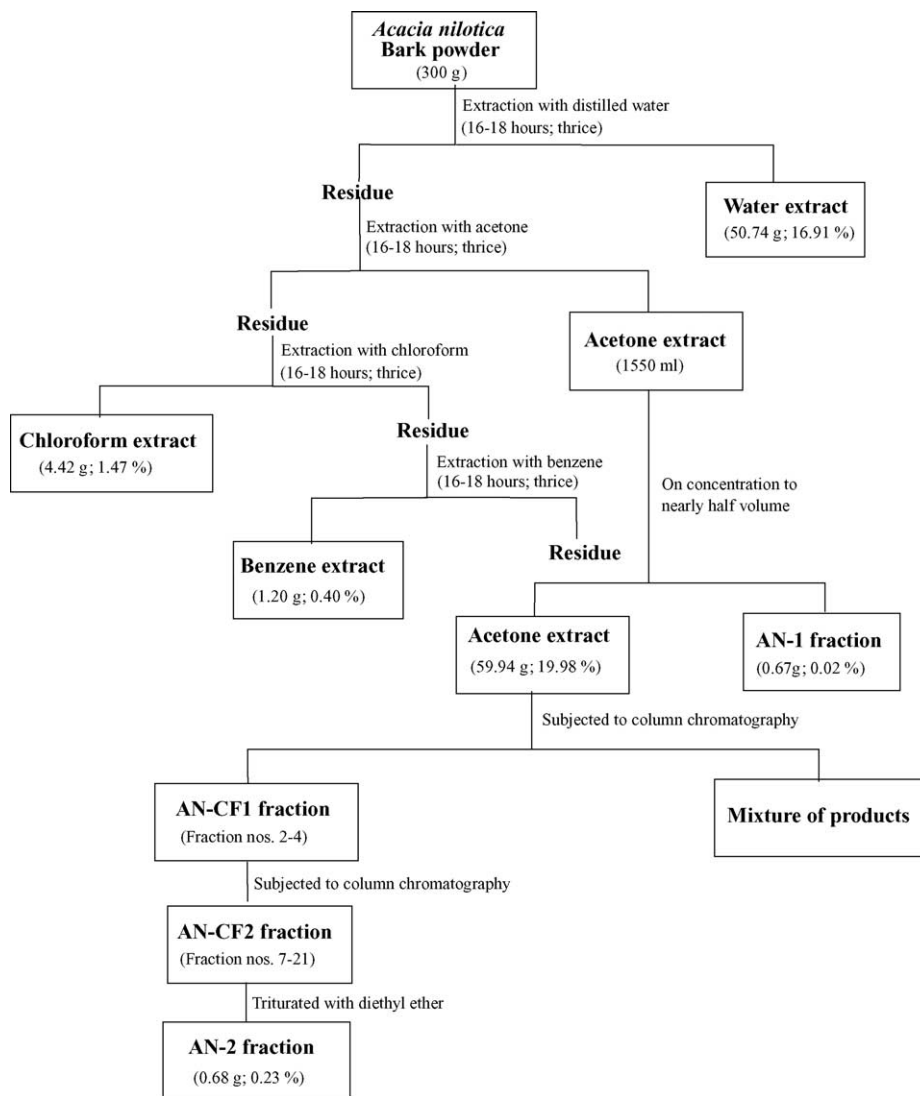 Acacia nilotica
Bark powder
(300 g)
Extraction with distilled water
(16-18 hours; thrice)
Residue
Water extract
(50.74 g; 16.91 %)
Extraction with acetone
(16-18 hours; thrice)
Residue
Acetone extract
(1550 ml)
Extraction with chloroform
(16-18 hours; thrice)
Chloroform extract
(4.42 g; 1.47 %)
Residue
Extraction with benzene
(16-18 hours; thrice)
On concentration to
nearly half volume
Residue
Benzene extract
(1.20 g; 0.40 %)
Acetone extract
(59.94 g; 19.98 %)
AN-1 fraction
(0.67g; 0.02 %)
Subjected to column chromatography
AN-CF1 fraction
(Fraction nos. 2-4)
Mixture of products
Subjected to column chromatography
AN-CF2 fraction
(Fraction nos. 7-21)
Triturated with diethyl ether
AN-2 fraction
(0.68 g; 0.23 %)